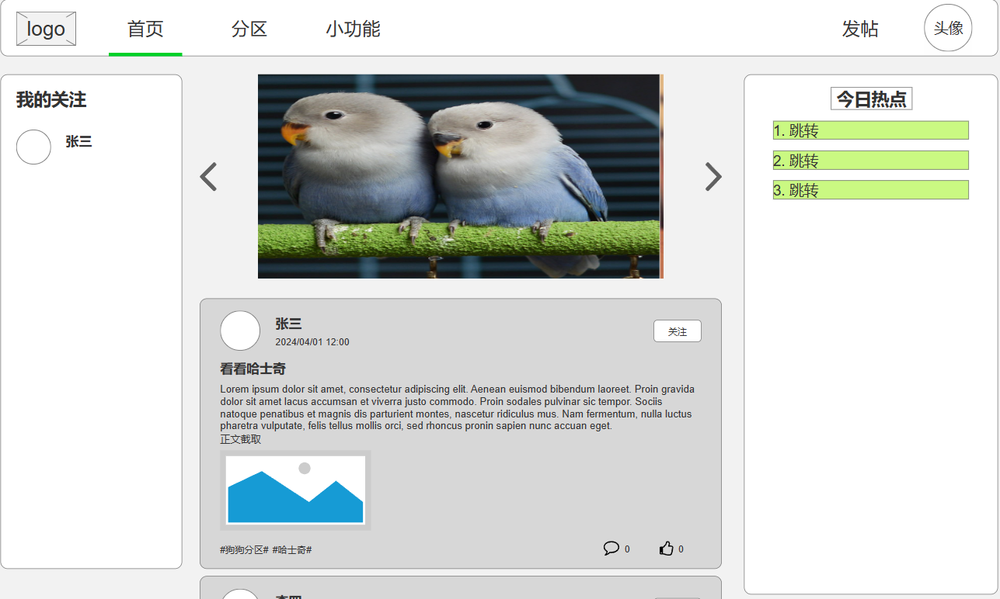 logo
首页
分区
小功能
发帖
头像
我的关注
张三
今日热点
1. 跳转
2. 跳转
3. 跳转
张三
2024/04/01 12:00
关注
看看哈士奇
Lorem ipsum dolor sit amet, consectetur adipiscing elit. Aenean euismod bibendum laoreet. Proin gravida
dolor sit amet lacus accumsan et viverra justo commodo. Proin sodales pulvinar sic tempor. Sociis
natoque penatibus et magnis dis parturient montes, nascetur ridiculus mus. Nam fermentum, nulla luctus
pharetra vulputate, felis tellus mollis orci, sed rhoncus pronin sapien nunc accuan eget.
正文截取
#狗狗分区# #哈士奇#
0
0